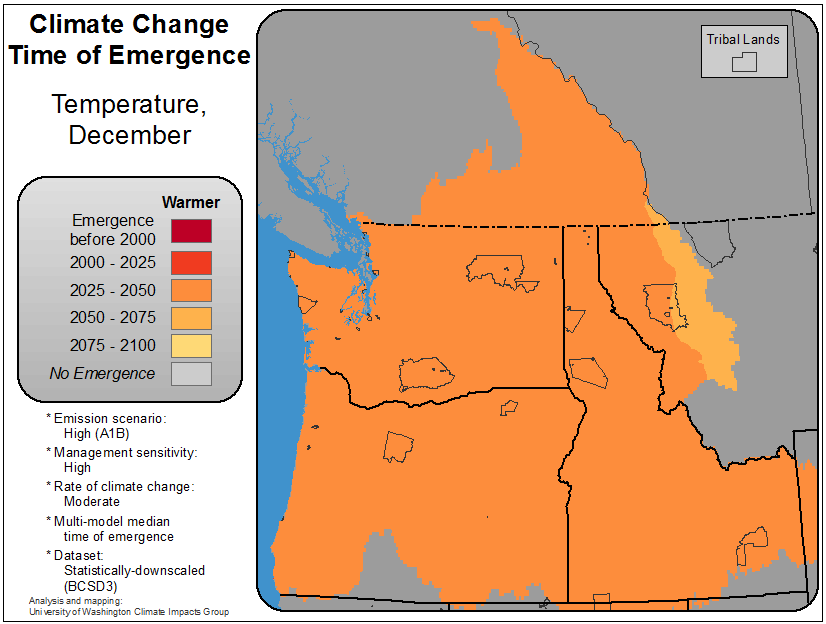 Climate Change
Time of Emergence
Temperature,
December
Warmer
Emergence
before 2000
2000 - 2025
2025 - 2050
2050 - 2075
2075 - 2100
No Emergence
* Emission scenario:
High (A1B)
* Management sensitivity:
High
* Rate of climate change:
Moderate
* Multi-model median
time of emergence
* Dataset:
Statistically-downscaled
(BCSD3)
Analysis and mapping:
University of Washington Climate Impacts Group
Tribal Lands